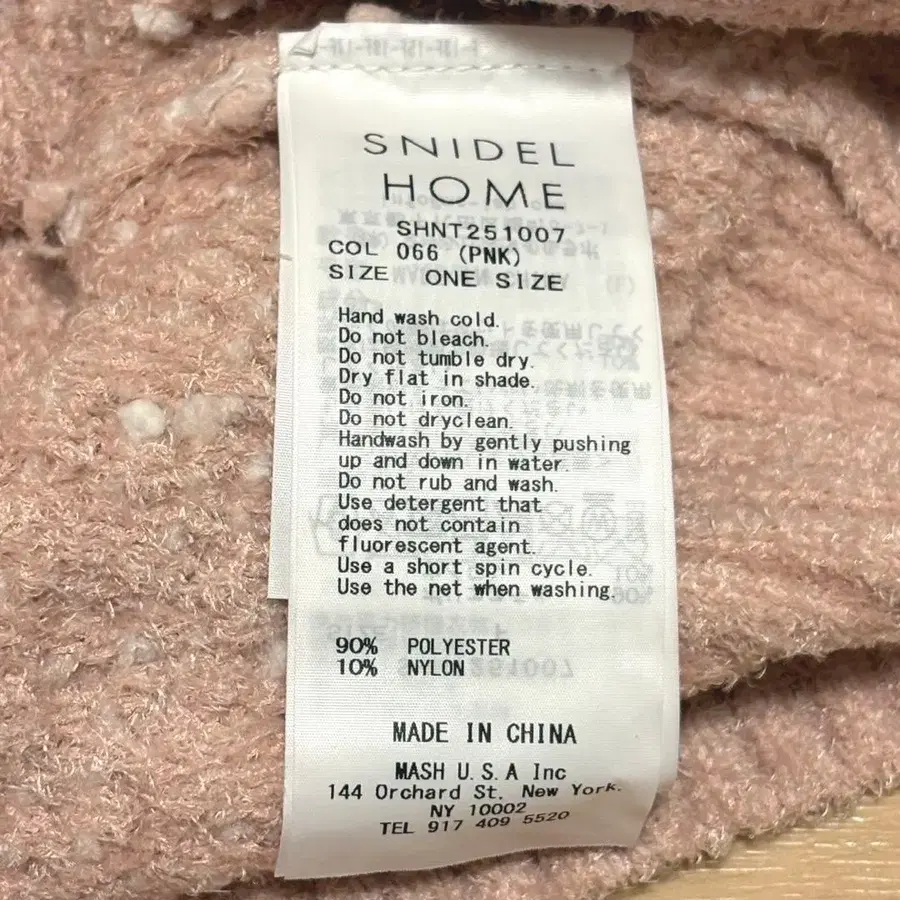 SNIDEL
HOME
SHNT251007
COL 066 (PNK)
SIZE ONE SIZE
Hand wash cold.
Do not bleach.
Do not tumble dry.
Dry flat in shade.
Do not iron.
Do not dryclean.
Handwash by gently pushing
up and down in water.
Do not rub and wash.
Use detergent that
does not contain
fluorescent agent.
Use a short spin cycle.
Use the net when washing.
90% POLYESTER
10% NYLON
MADE IN CHINA
MASH U.S.A Inc
144 Orchard St. New York.
NY 10002
TEL 917 409 5520